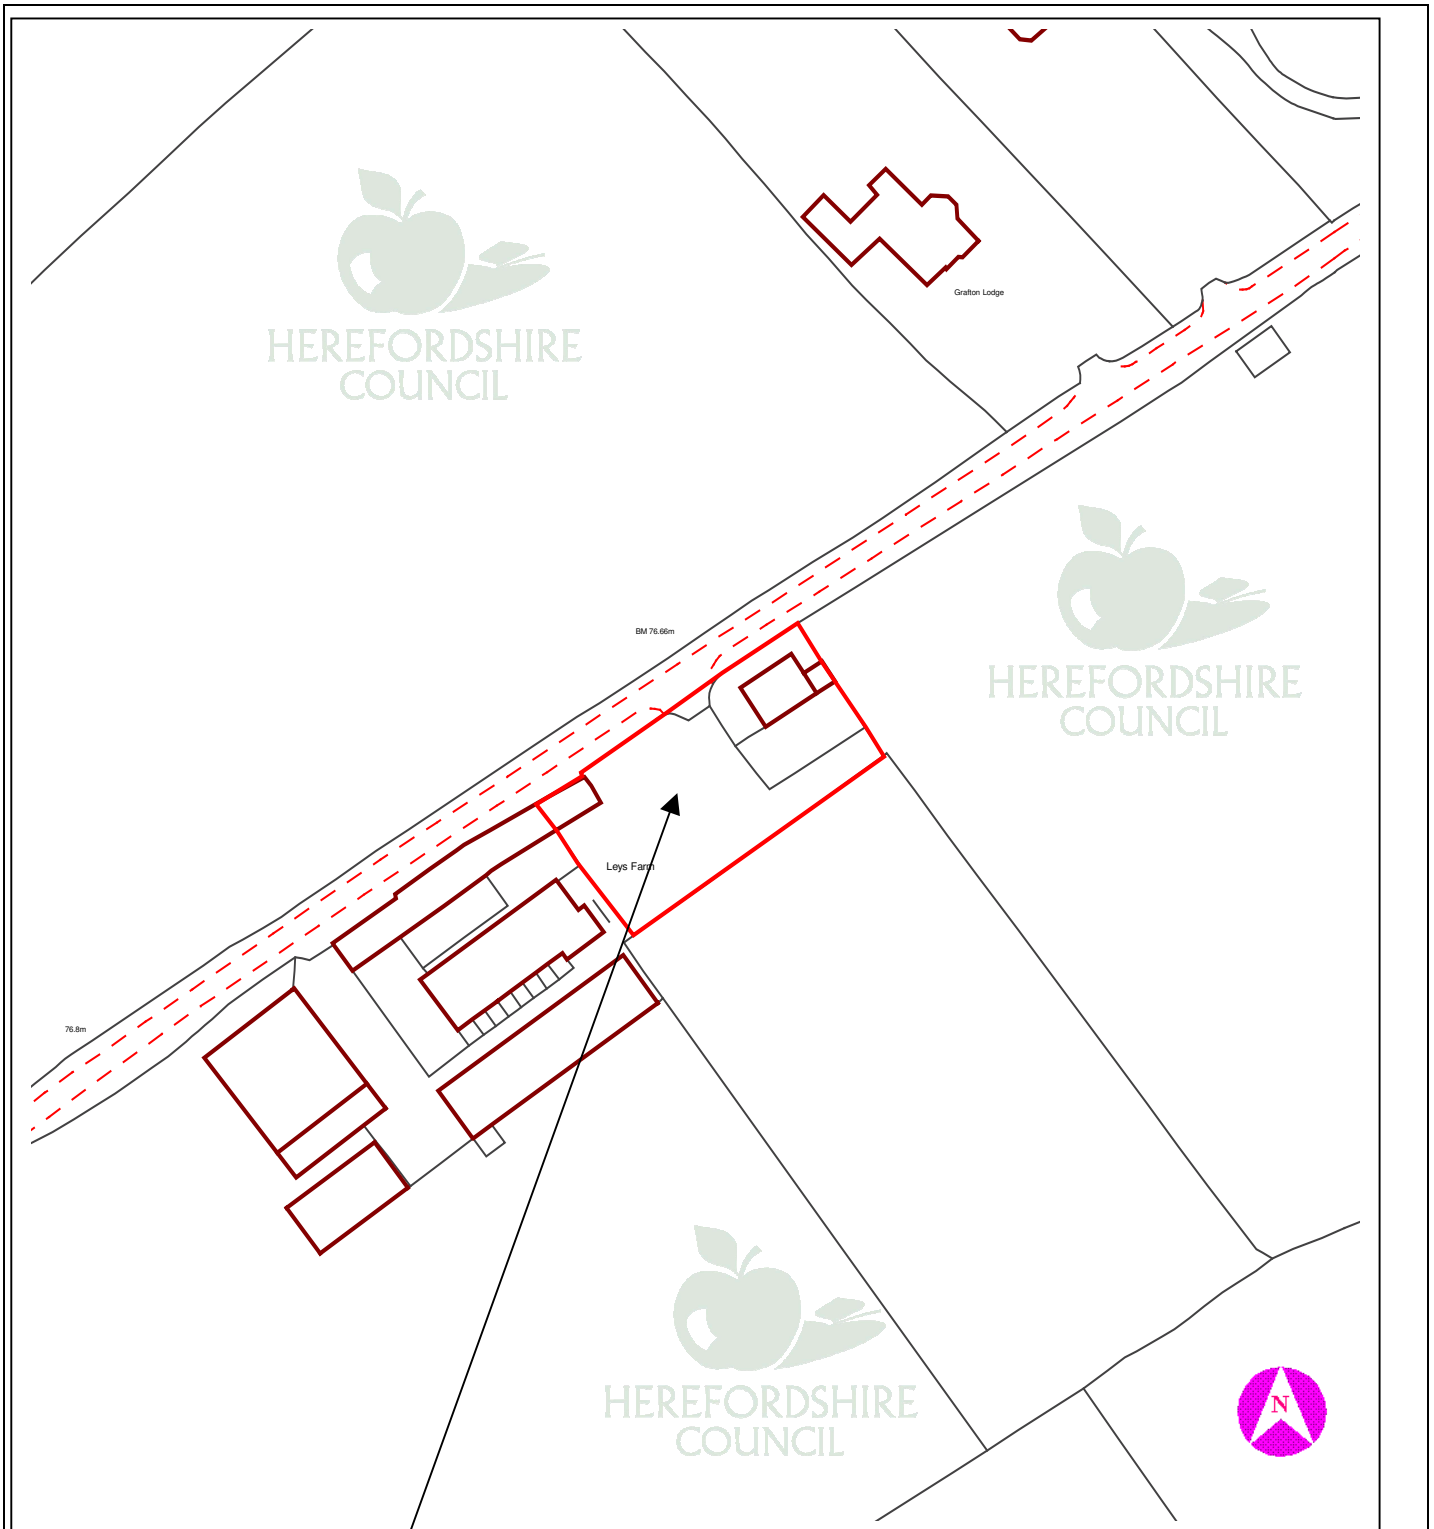 HEREFORDSHIRE
COUNCIL
Grafton Lodge
BM 76.66m
HEREFORDSHIRE
COUNCIL
Leys Farm
76.8m
HEREFORDSHIRE
COUNCIL
N